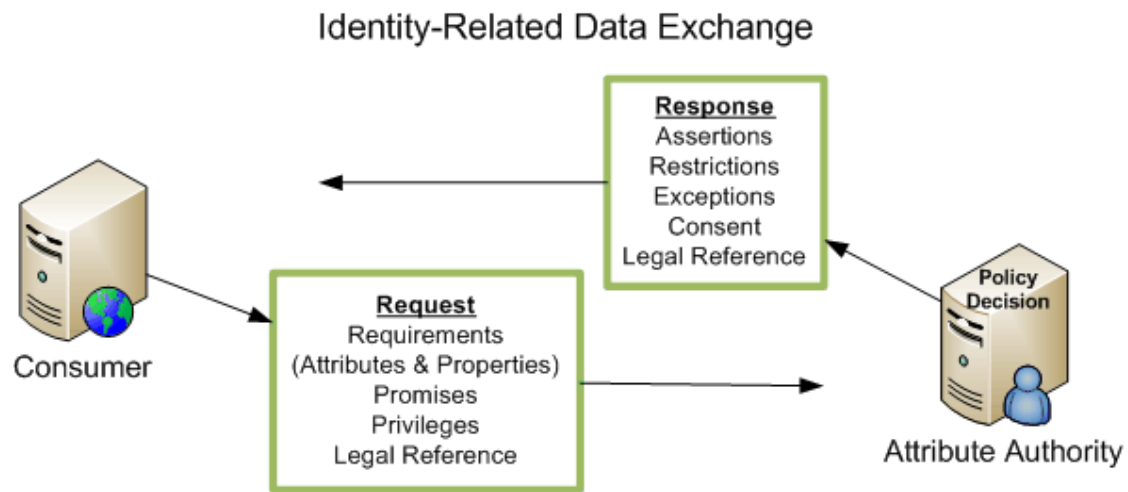 Identity-Related Data Exchange
Response
Assertions
Restrictions
Exceptions
Consent
Legal Reference
Policy
Decision
Request
Requirements
(Attributes & Properties)
Promises
Privileges
Legal Reference
Consumer
Attribute Authority